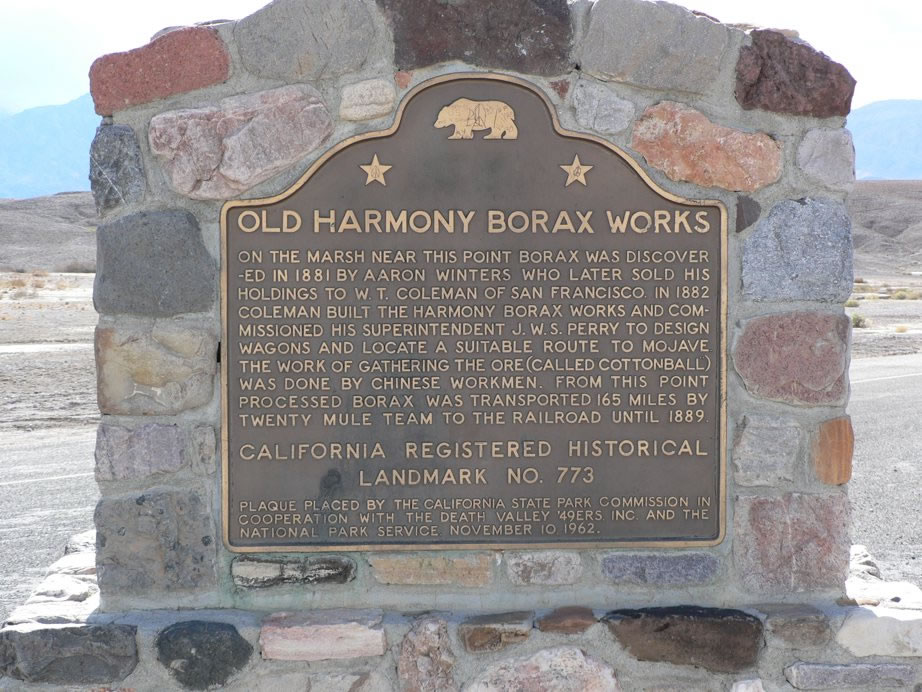 OLD HARMONY BORAX WORKS
ON THE MARSH NEAR THIS POINT BORAX WAS DISCOVER
-ED IN 1881 BY AARON WINTERS WHO LATER SOLD HIS
HOLDINGS TO W.T. COLEMAN OF SAN FRANCISCO. IN 1882
COLEMAN BUILT THE HARMONY BORAX WORKS AND COM-
MISSIONED HIS SUPERINTENDENT J.W.S. PERRY TO DESIGN
WAGONS AND LOCATE A SUITABLE ROUTE TO MOJAVE
THE WORK OF GATHERING THE ORE (CALLED COTTONBALL)
WAS DONE BY CHINESE WORKMEN. FROM THIS POINT
PROCESSED BORAX WAS TRANSPORTED 165 MILES BY
TWENTY MULE TEAM TO THE RAILROAD UNTIL 1889.
CALIFORNIA REGISTERED HISTORICAL
LANDMARK NO. 773
PLAQUE PLACED BY THE CALIFORNIA STATE PARK COMMISSION IN
COOPERATION WITH THE DEATH VALLEY '49ERS, INC. AND THE
NATIONAL PARK SERVICE, NOVEMBER 10, 1962.